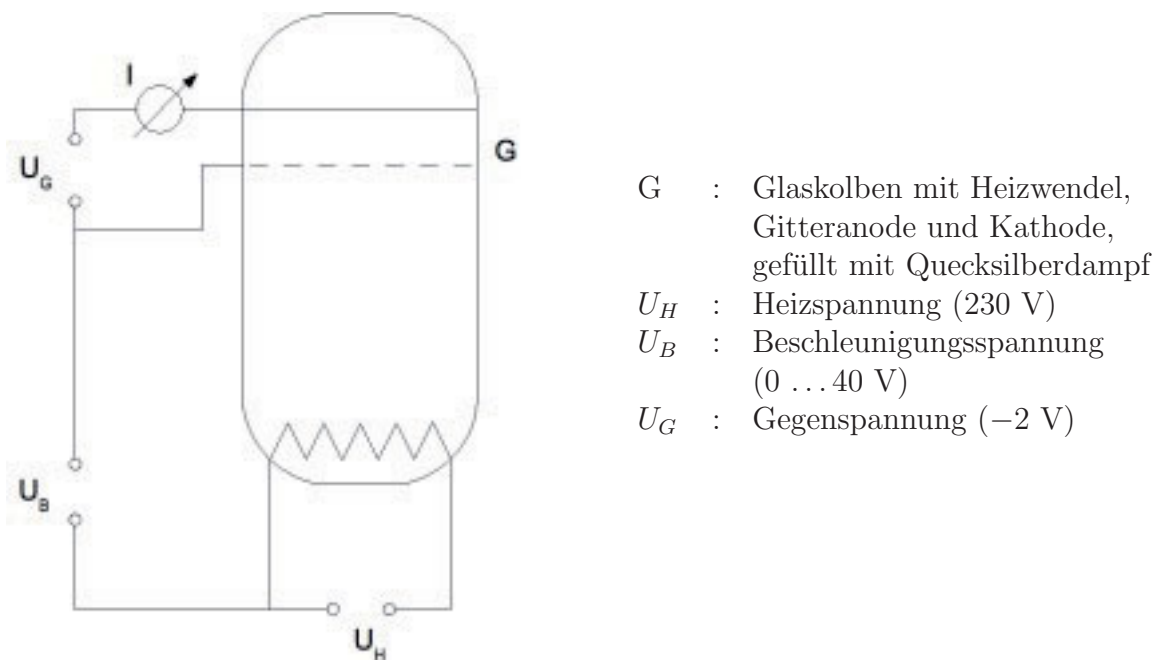 I
U_G
G
U_B
U_H
G : Glaskolben mit Heizwendel,
Gitteranode und Kathode,
gefüllt mit Quecksilberdampf
U_H : Heizspannung (230 V)
U_B : Beschleunigungsspannung
(0 … 40 V)
U_G : Gegenspannung (−2 V)